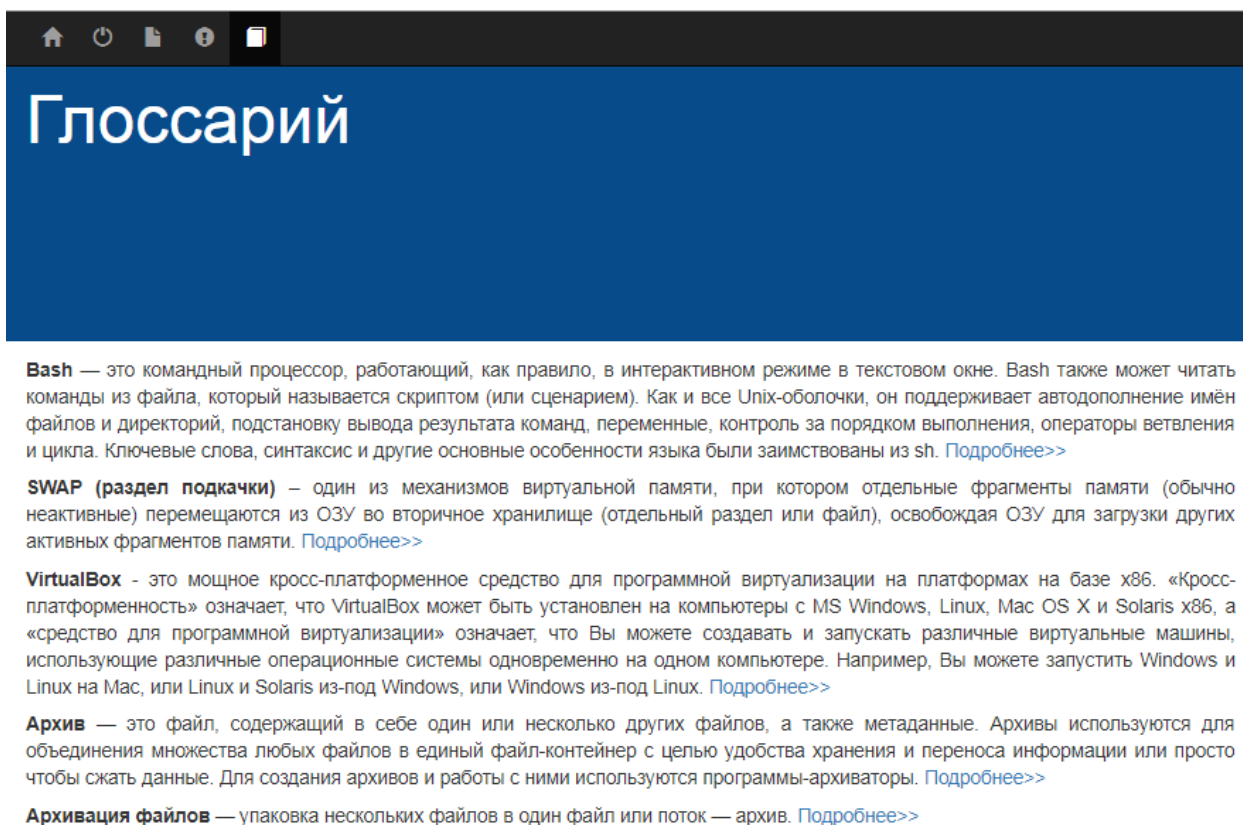 Глоссарий
Bash — это командный процессор, работающий, как правило, в интерактивном режиме в текстовом окне. Bash также может читать
команды из файла, который называется скриптом (или сценарием). Как и все Unix-оболочки, он поддерживает автодополнение имён
файлов и директорий, подстановку вывода результата команд, переменные, контроль за порядком выполнения, операторы ветвления
и цикла. Ключевые слова, синтаксис и другие основные особенности языка были заимствованы из sh. Подробнее>>
SWAP (раздел подкачки) – один из механизмов виртуальной памяти, при котором отдельные фрагменты памяти (обычно
неактивные) перемещаются из ОЗУ во вторичное хранилище (отдельный раздел или файл), освобождая ОЗУ для загрузки других
активных фрагментов памяти. Подробнее>>
VirtualBox - это мощное кросс-платформенное средство для программной виртуализации на платформах на базе x86. «Кросс-
платформенность» означает, что VirtualBox может быть установлен на компьютеры с MS Windows, Linux, Mac OS X и Solaris x86, а
«средство для программной виртуализации» означает, что Вы можете создавать и запускать различные виртуальные машины,
использующие различные операционные системы одновременно на одном компьютере. Например, Вы можете запустить Windows и
Linux на Mac, или Linux и Solaris из-под Windows, или Windows из-под Linux. Подробнее>>
Архив — это файл, содержащий в себе один или несколько других файлов, а также метаданные. Архивы используются для
объединения множества любых файлов в единый файл-контейнер с целью удобства хранения и переноса информации или просто
чтобы сжать данные. Для создания архивов и работы с ними используются программы-архиваторы. Подробнее>>
Архивация файлов — упаковка нескольких файлов в один файл или поток — архив. Подробнее>>